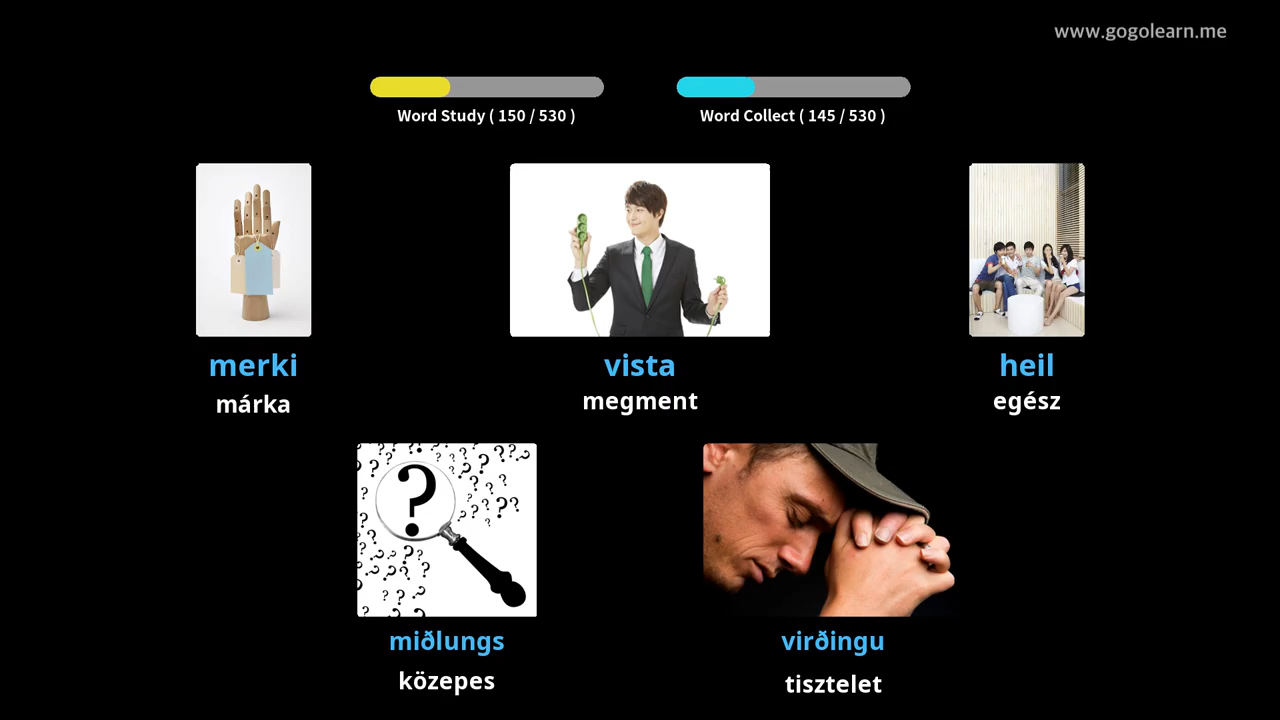 www.gogolearn.me
Word Study ( 150 / 530 )
Word Collect ( 145 / 530 )
merki
márka
vista
megment
heil
egész
miðlungs
közepes
virðingu
tisztelet